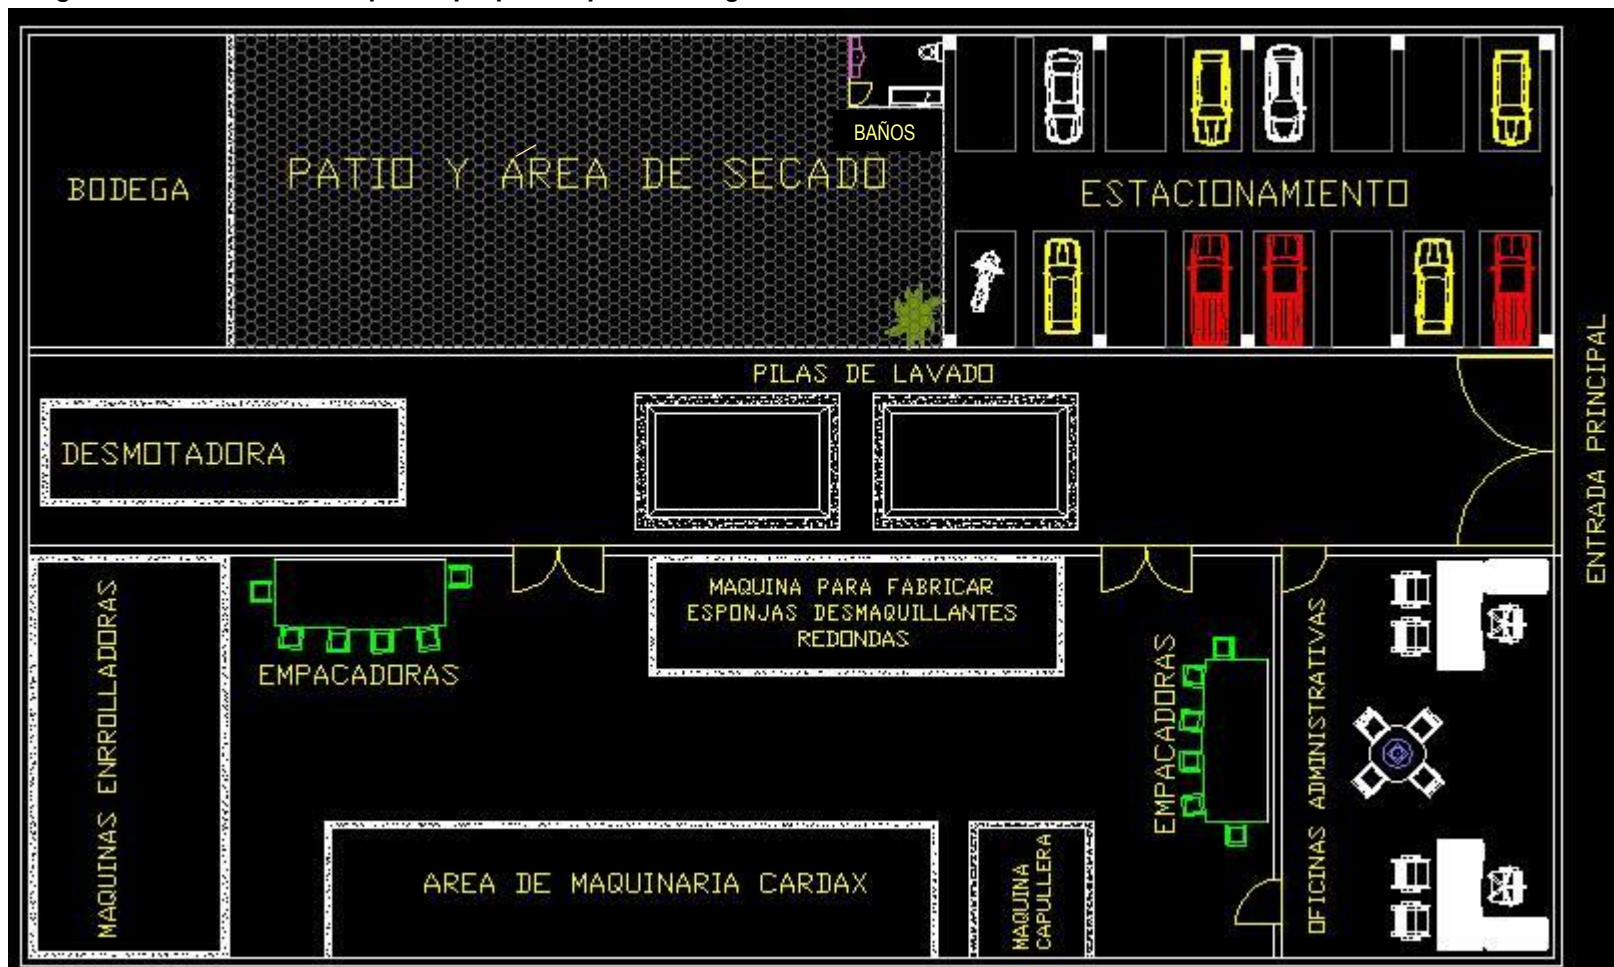 BODEGA
PATIO Y ÁREA DE SECADO
BAÑOS
ESTACIONAMIENTO
ENTRADA PRINCIPAL
PILAS DE LAVADO
DESMOTADORA
MAQUINAS ENRROLLADORAS
EMPACADORAS
MAQUINA PARA FABRICAR
ESPONJAS DESMAQUILLANTES
REDONDAS
EMPACADORAS
OFICINAS ADMINISTRATIVAS
AREA DE MAQUINARIA CARDAX
MAQUINA
CAPULLERA